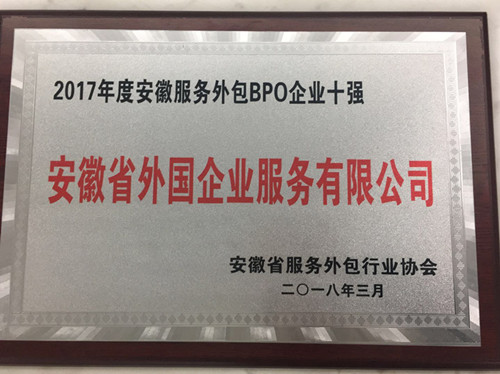 2017年度安徽服务外包BPO企业十强
安徽省外国企业服务有限公司
安徽省服务外包行业协会
二〇一八年三月